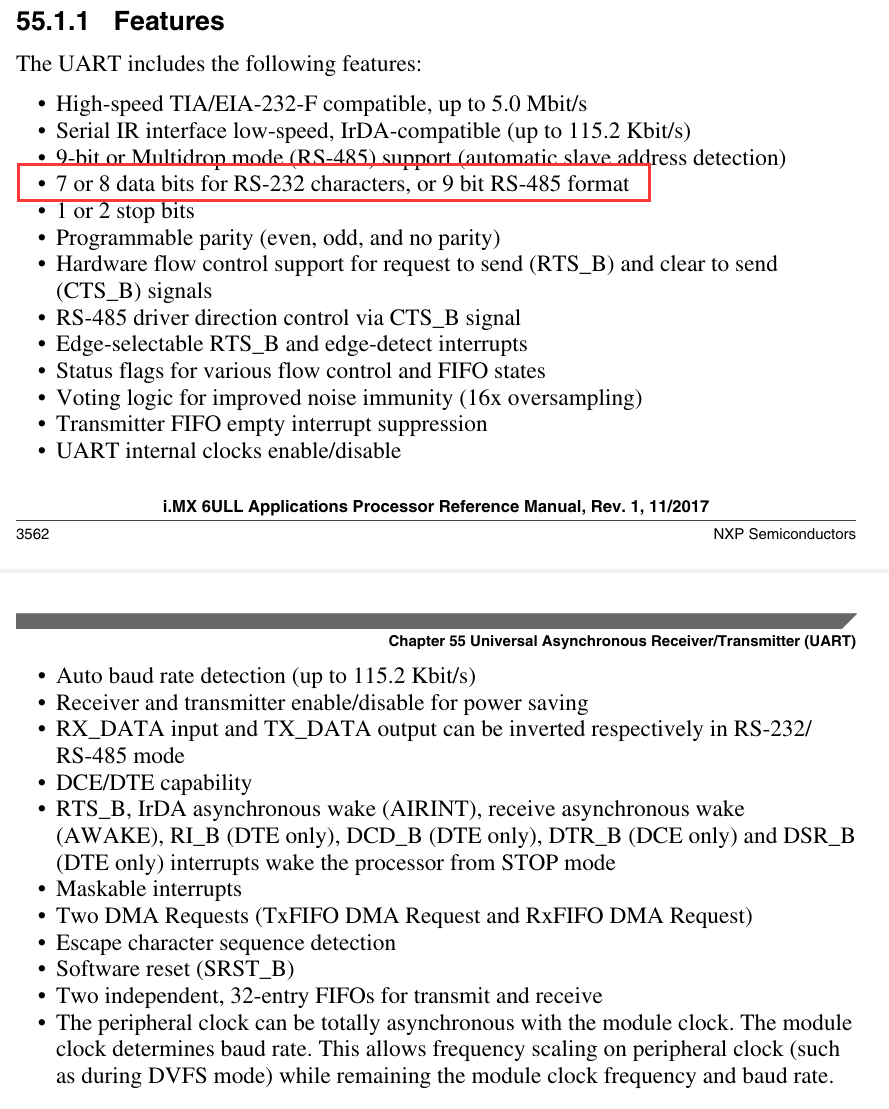 55.1.1 Features
The UART includes the following features:
• High-speed TIA/EIA-232-F compatible, up to 5.0 Mbit/s
• Serial IR interface low-speed, IrDA-compatible (up to 115.2 Kbit/s)
• 9-bit or Multidrop mode (RS-485) support (automatic slave address detection)
• 7 or 8 data bits for RS-232 characters, or 9 bit RS-485 format
• 1 or 2 stop bits
• Programmable parity (even, odd, and no parity)
• Hardware flow control support for request to send (RTS_B) and clear to send
(CTS_B) signals
• RS-485 driver direction control via CTS_B signal
• Edge-selectable RTS_B and edge-detect interrupts
• Status flags for various flow control and FIFO states
• Voting logic for improved noise immunity (16x oversampling)
• Transmitter FIFO empty interrupt suppression
• UART internal clocks enable/disable
i.MX 6ULL Applications Processor Reference Manual, Rev. 1, 11/2017
3562 NXP Semiconductors
Chapter 55 Universal Asynchronous Receiver/Transmitter (UART)
• Auto baud rate detection (up to 115.2 Kbit/s)
• Receiver and transmitter enable/disable for power saving
• RX_DATA input and TX_DATA output can be inverted respectively in RS-232/
RS-485 mode
• DCE/DTE capability
• RTS_B, IrDA asynchronous wake (AIRINT), receive asynchronous wake
(AWAKE), RI_B (DTE only), DCD_B (DTE only), DTR_B (DCE only) and DSR_B
(DTE only) interrupts wake the processor from STOP mode
• Maskable interrupts
• Two DMA Requests (TxFIFO DMA Request and RxFIFO DMA Request)
• Escape character sequence detection
• Software reset (SRST_B)
• Two independent, 32-entry FIFOs for transmit and receive
• The peripheral clock can be totally asynchronous with the module clock. The module
clock determines baud rate. This allows frequency scaling on peripheral clock (such
as during DVFS mode) while remaining the module clock frequency and baud rate.